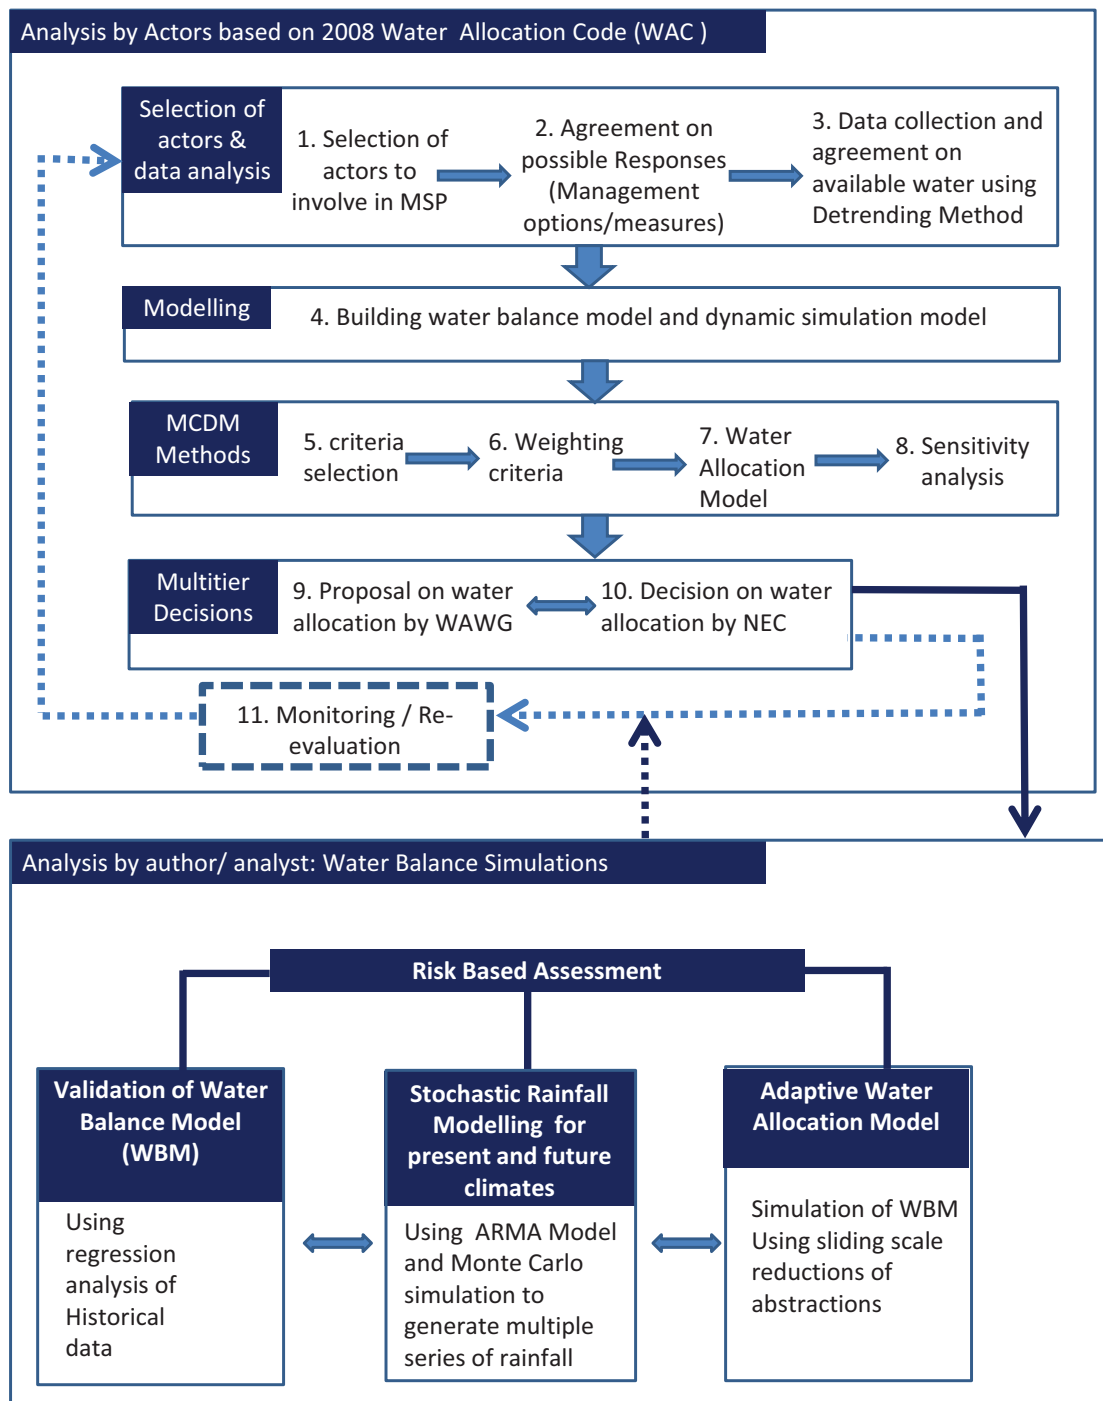 Analysis by Actors based on 2008 Water Allocation Code (WAC )
Selection of
actors &
data analysis
1. Selection of
actors to
involve in MSP
2. Agreement on
possible Responses
(Management
options/measures)
3. Data collection and
agreement on
available water using
Detrending Method
Modelling
4. Building water balance model and dynamic simulation model
MCDM
Methods
5. criteria
selection
6. Weighting
criteria
7. Water
Allocation
Model
8. Sensitivity
analysis
Multitier
Decisions
9. Proposal on water
allocation by WAWG
10. Decision on water
allocation by NEC
11. Monitoring / Re-
evaluation
Analysis by author/ analyst: Water Balance Simulations
Risk Based Assessment
Validation of Water
Balance Model
(WBM)
Using
regression
analysis of
Historical
data
Stochastic Rainfall
Modelling for
present and future
climates
Using ARMA Model
and Monte Carlo
simulation to
generate multiple
series of rainfall
Adaptive Water
Allocation Model
Simulation of WBM
Using sliding scale
reductions of
abstractions